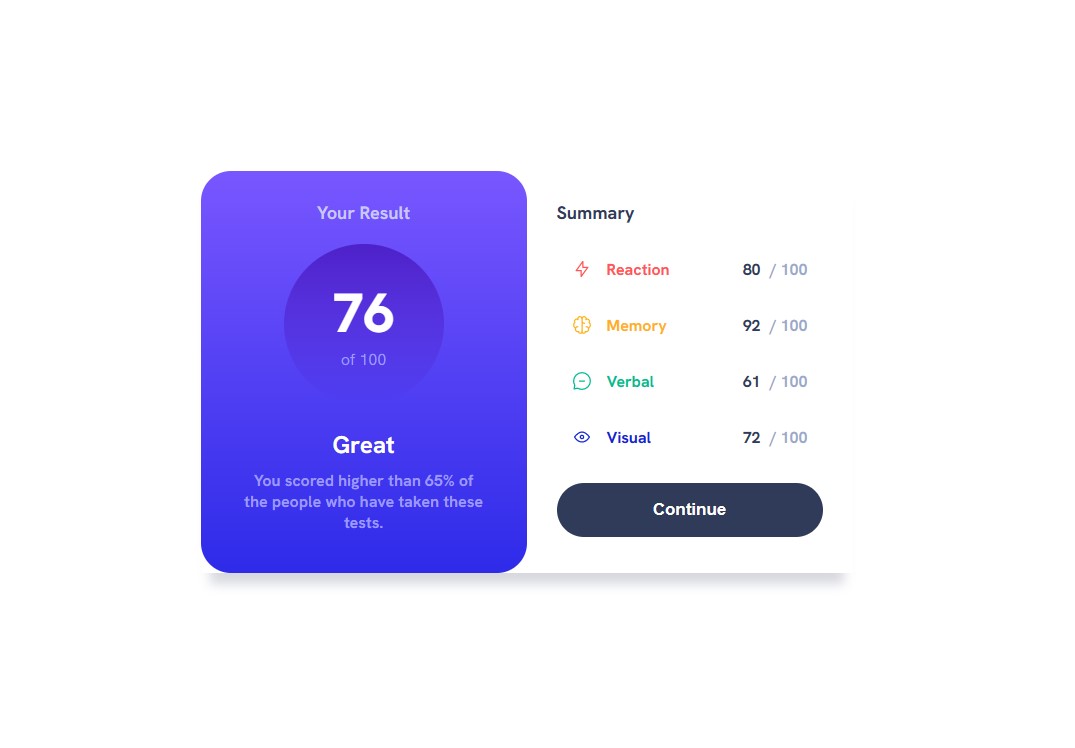 Your Result
76
of 100
Great
You scored higher than 65% of
the people who have taken these
tests.
Summary
Reaction 80 / 100
Memory 92 / 100
Verbal 61 / 100
Visual 72 / 100
Continue